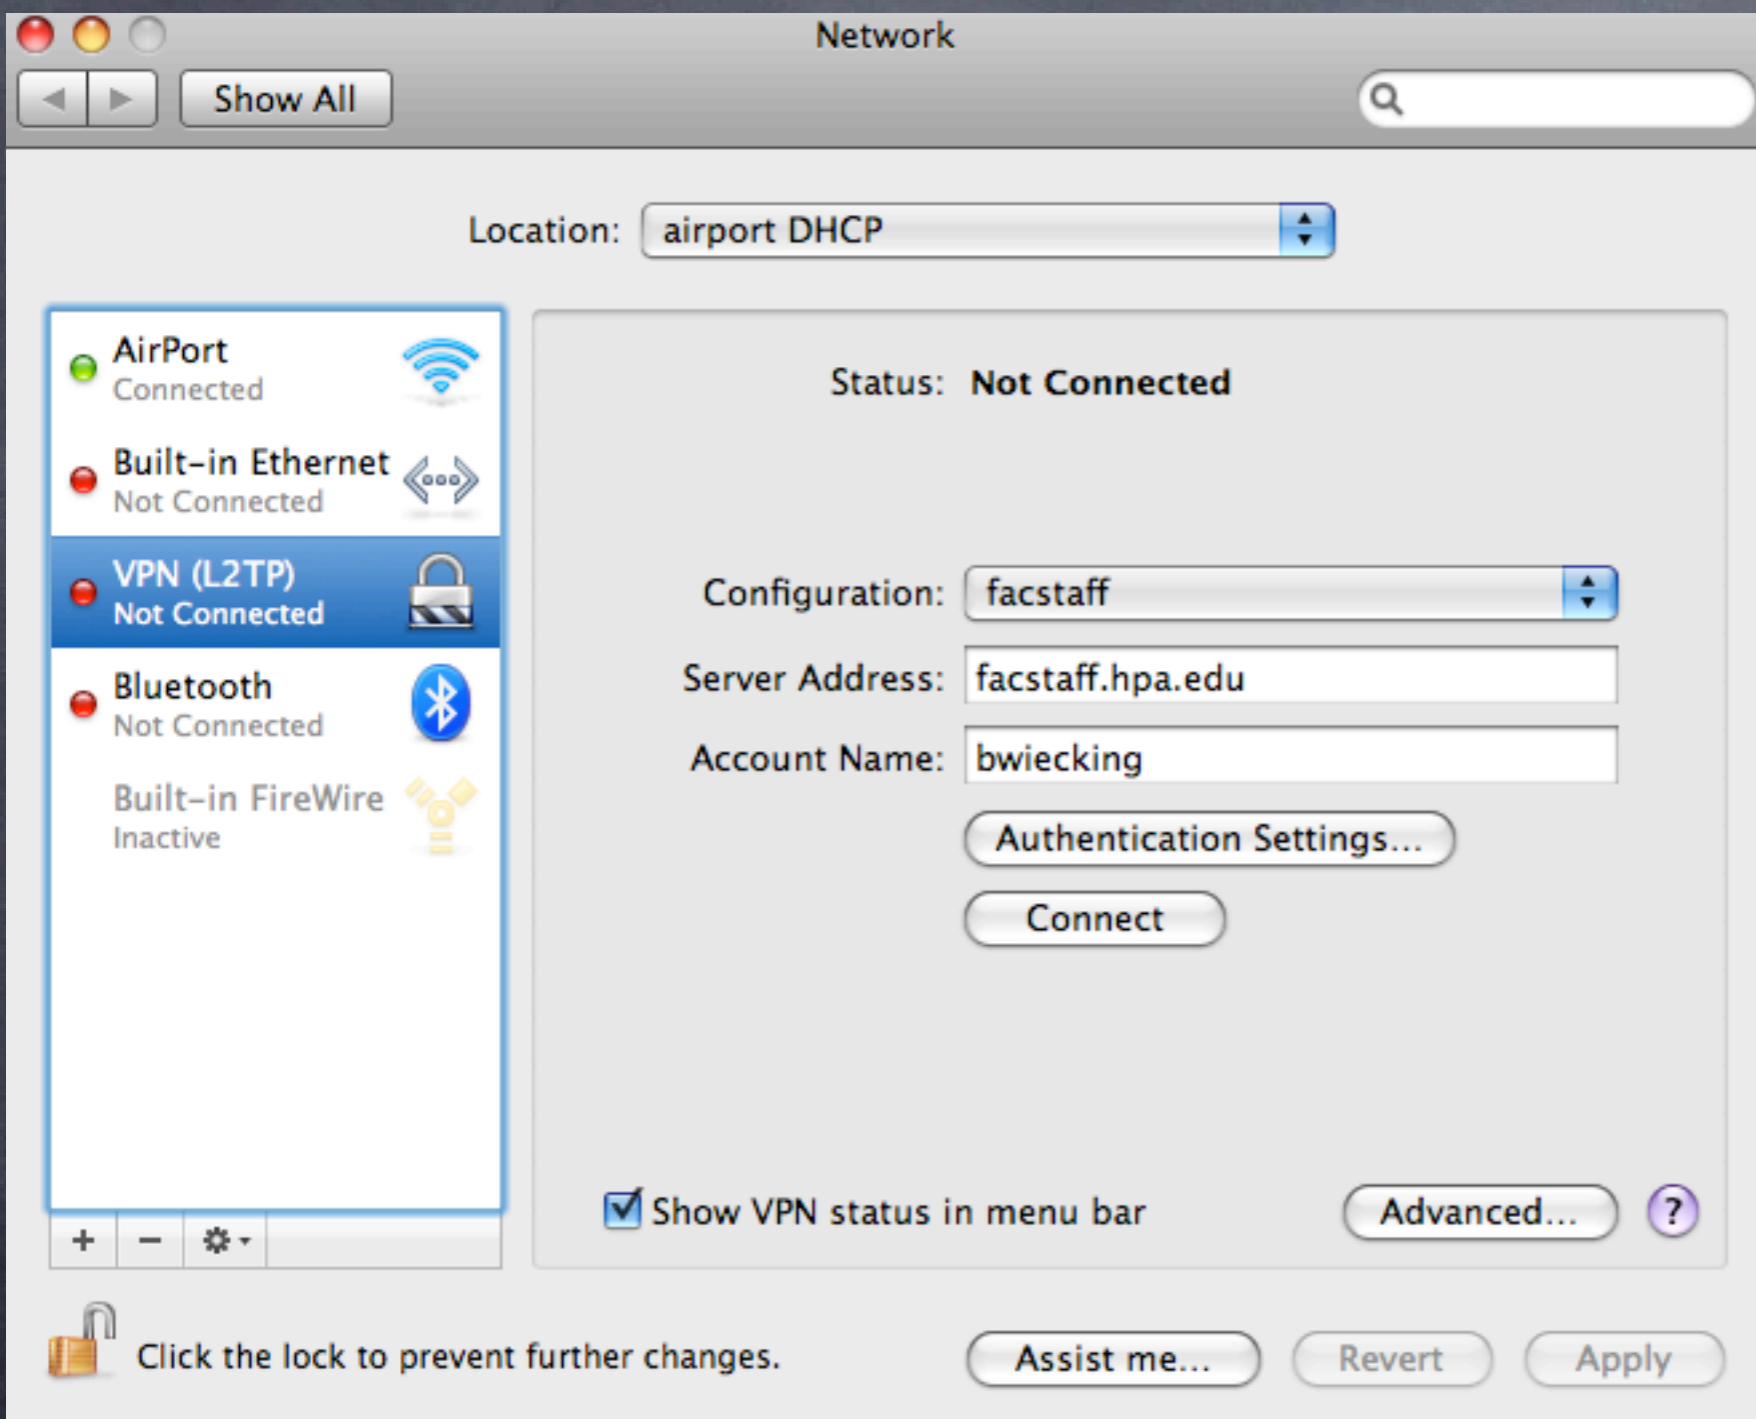 Network
Show All
Location: airport DHCP
AirPort
Connected
Built-in Ethernet
Not Connected
VPN (L2TP)
Not Connected
Bluetooth
Not Connected
Built-in FireWire
Inactive
Status: Not Connected
Configuration: facstaff
Server Address: facstaff.hpa.edu
Account Name: bwiecking
Authentication Settings...
Connect
Show VPN status in menu bar
Advanced... ?
Click the lock to prevent further changes.
Assist me... Revert Apply